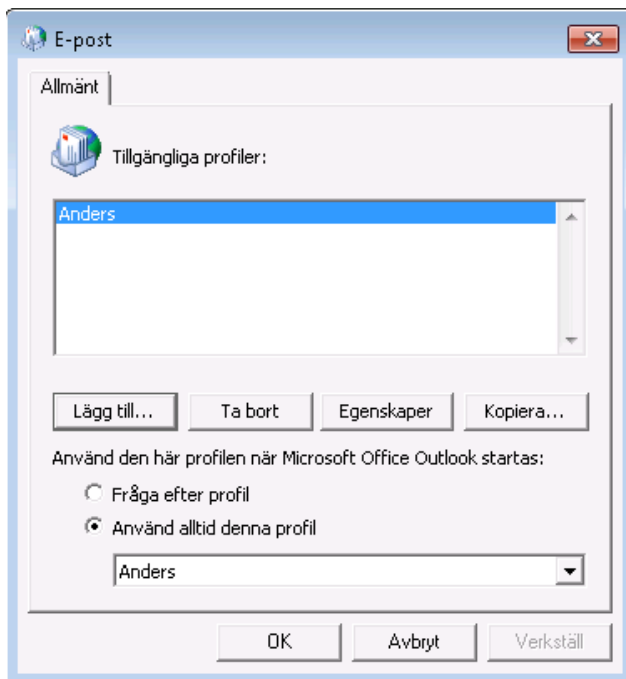 E-post
Allmänt
Tillgängliga profiler:
Anders
Lägg till... Ta bort Egenskaper Kopiera...
Använd den här profilen när Microsoft Office Outlook startas:
Fråga efter profil
Använd alltid denna profil
Anders
OK Avbryt Verkställ